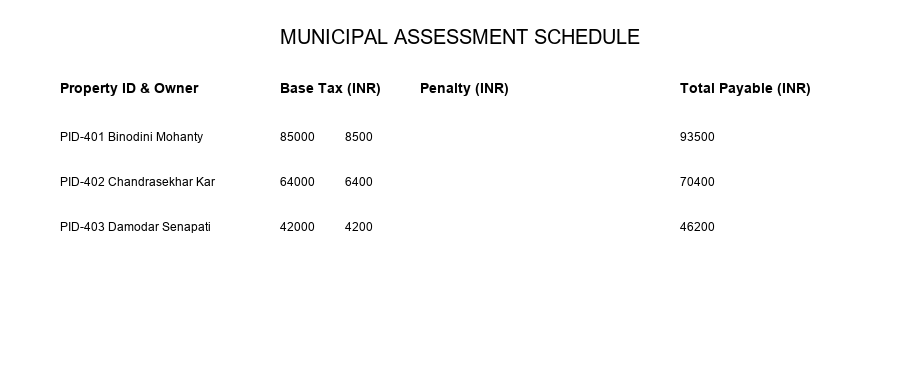 MUNICIPAL ASSESSMENT SCHEDULE
Property ID & Owner Base Tax (INR) Penalty (INR) Total Payable (INR)
PID-401 Binodini Mohanty 85000 8500 93500
PID-402 Chandrasekhar Kar 64000 6400 70400
PID-403 Damodar Senapati 42000 4200 46200